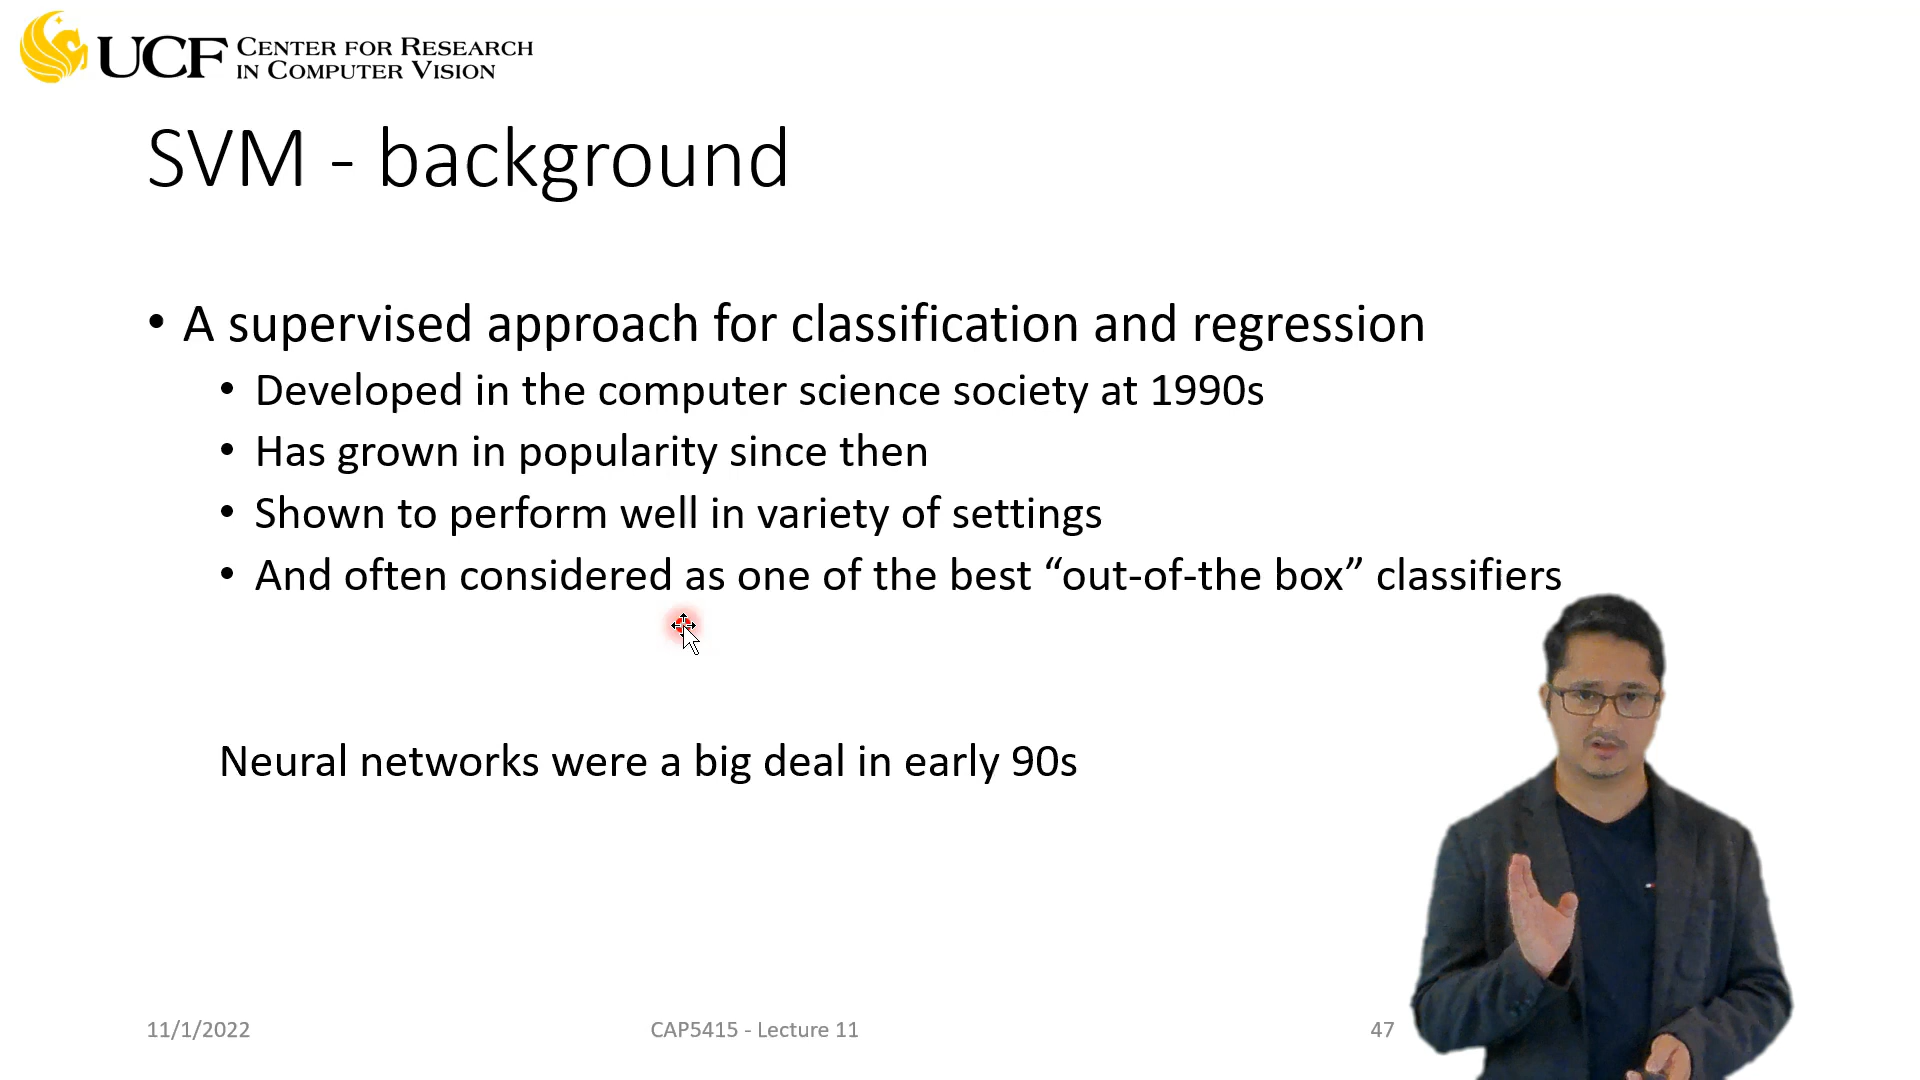 UCF CENTER FOR RESEARCH
IN COMPUTER VISION
SVM - background
• A supervised approach for classification and regression
• Developed in the computer science society at 1990s
• Has grown in popularity since then
• Shown to perform well in variety of settings
• And often considered as one of the best “out-of-the box” classifiers
Neural networks were a big deal in early 90s
11/1/2022
CAP5415 - Lecture 11
47